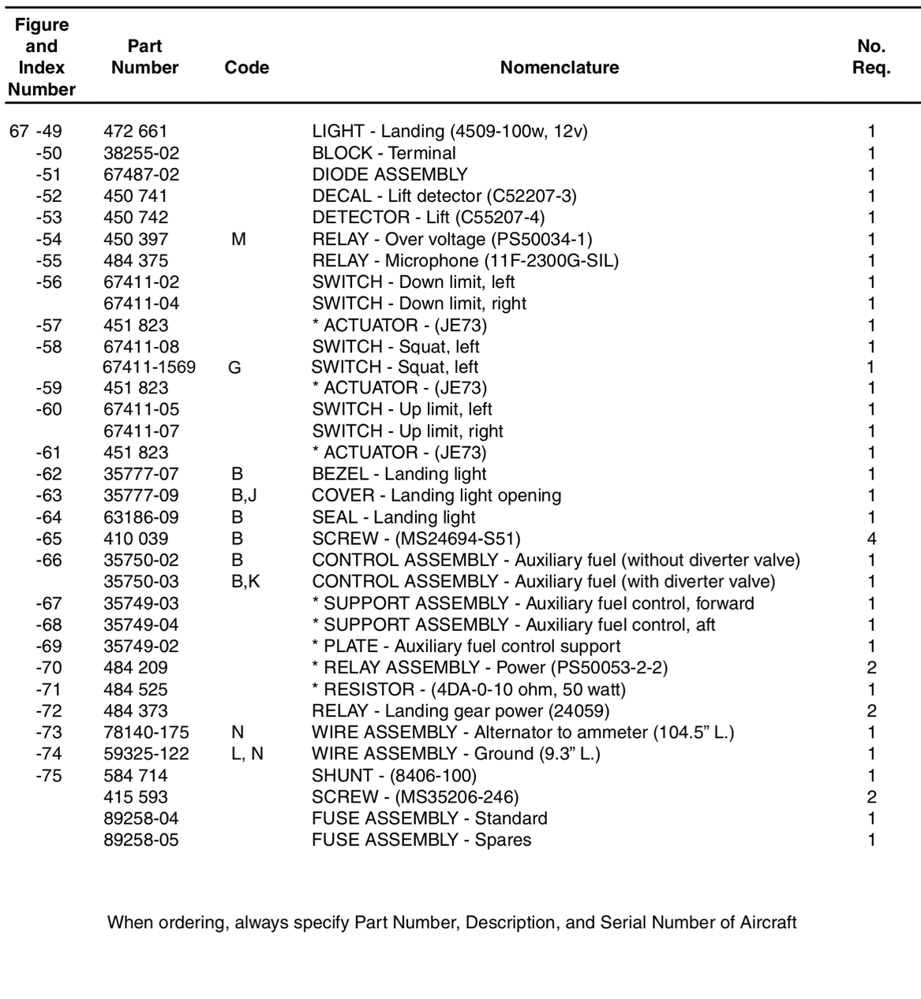 Figure
and
Index
Number
Part
Number
Code
Nomenclature
No.
Req.
67 -49 472 661 LIGHT - Landing (4509-100w, 12v) 1
-50 38255-02 BLOCK - Terminal 1
-51 67487-02 DIODE ASSEMBLY 1
-52 450 741 DECAL - Lift detector (C52207-3) 1
-53 450 742 DETECTOR - Lift (C55207-4) 1
-54 450 397 M RELAY - Over voltage (PS50034-1) 1
-55 484 375 RELAY - Microphone (11F-2300G-SIL) 1
-56 67411-02 SWITCH - Down limit, left 1
67411-04 SWITCH - Down limit, right 1
-57 451 823 * ACTUATOR - (JE73) 1
-58 67411-08 SWITCH - Squat, left 1
67411-1569 G SWITCH - Squat, left 1
-59 451 823 * ACTUATOR - (JE73) 1
-60 67411-05 SWITCH - Up limit, left 1
67411-07 SWITCH - Up limit, right 1
-61 451 823 * ACTUATOR - (JE73) 1
-62 35777-07 B BEZEL - Landing light 1
-63 35777-09 B,J COVER - Landing light opening 1
-64 63186-09 B SEAL - Landing light 1
-65 410 039 B SCREW - (MS24694-S51) 4
-66 35750-02 B CONTROL ASSEMBLY - Auxiliary fuel (without diverter valve) 1
35750-03 B,K CONTROL ASSEMBLY - Auxiliary fuel (with diverter valve) 1
-67 35749-03 * SUPPORT ASSEMBLY - Auxiliary fuel control, forward 1
-68 35749-04 * SUPPORT ASSEMBLY - Auxiliary fuel control, aft 1
-69 35749-02 * PLATE - Auxiliary fuel control support 1
-70 484 209 * RELAY ASSEMBLY - Power (PS50053-2-2) 2
-71 484 525 * RESISTOR - (4DA-0-10 ohm, 50 watt) 1
-72 484 373 RELAY - Landing gear power (24059) 2
-73 78140-175 N WIRE ASSEMBLY - Alternator to ammeter (104.5” L.) 1
-74 59325-122 L, N WIRE ASSEMBLY - Ground (9.3” L.) 1
-75 584 714 SHUNT - (8406-100) 1
415 593 SCREW - (MS35206-246) 2
89258-04 FUSE ASSEMBLY - Standard 1
89258-05 FUSE ASSEMBLY - Spares 1
When ordering, always specify Part Number, Description, and Serial Number of Aircraft